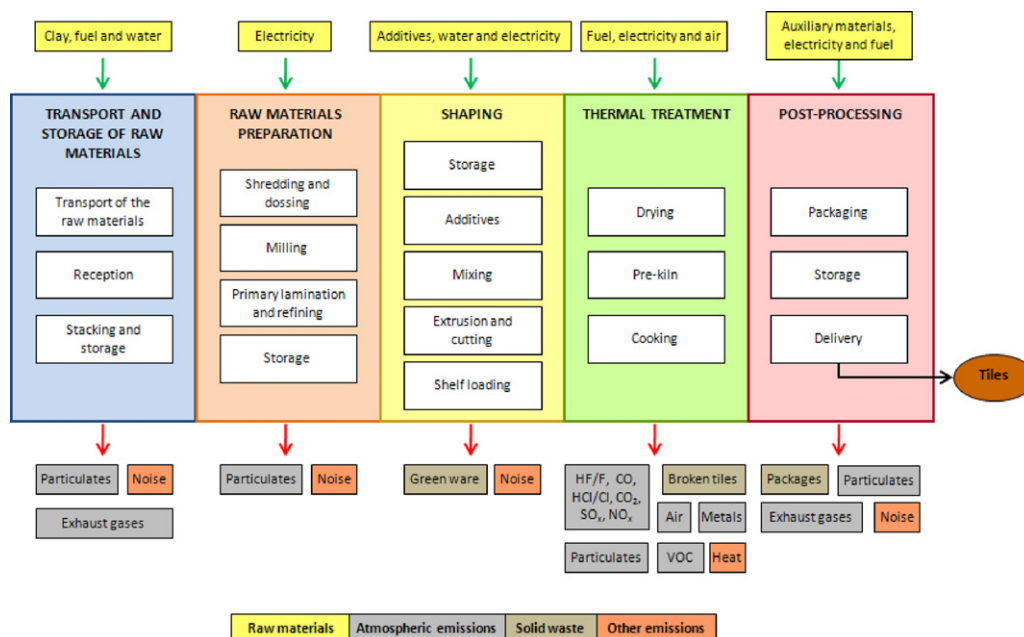 Clay, fuel and water
Electricity
Additives, water and electricity
Fuel, electricity and air
Auxiliary materials,
electricity and fuel
TRANSPORT AND
STORAGE OF RAW
MATERIALS
Transport of the
raw materials
Reception
Stacking and
storage
RAW MATERIALS
PREPARATION
Shredding and
dossing
Milling
Primary lamination
and refining
Storage
SHAPING
Storage
Additives
Mixing
Extrusion and
cutting
Shelf loading
THERMAL TREATMENT
Drying
Pre-kiln
Cooking
POST-PROCESSING
Packaging
Storage
Delivery
Tiles
Particulates
Noise
Exhaust gases
Particulates
Noise
Green ware
Noise
HF/F, CO,
HCl/Cl, CO₂,
SOₓ, NOₓ
Broken tiles
Air
Metals
Particulates
VOC
Heat
Packages
Particulates
Exhaust gases
Noise
Raw materials
Atmospheric emissions
Solid waste
Other emissions